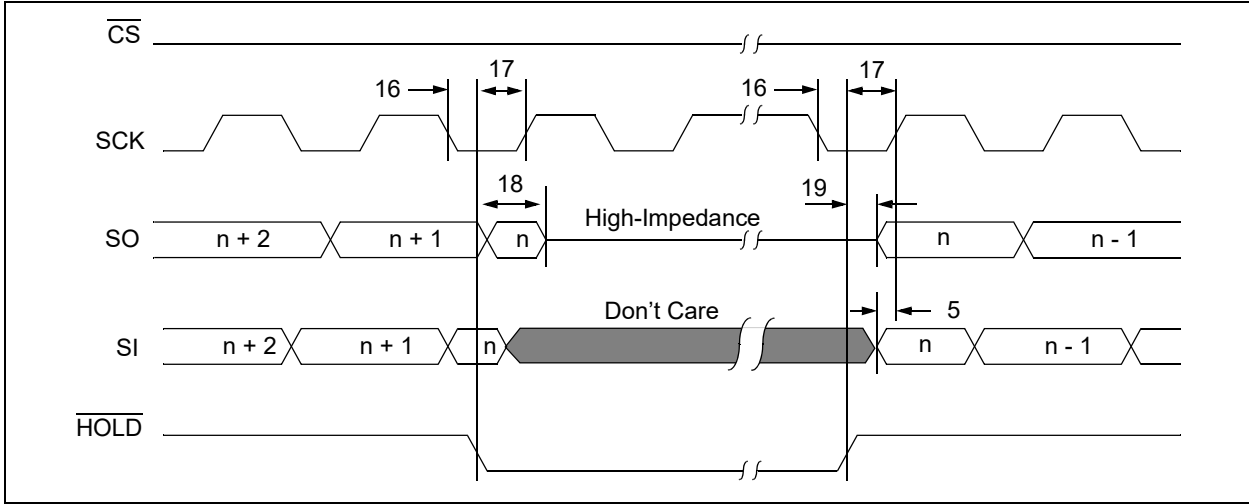 CS
17
17
16
16
SCK
18
19
High-Impedance
SO
n + 2
n + 1
n
n
n - 1
Don't Care
5
SI
n + 2
n + 1
n
n
n - 1
HOLD